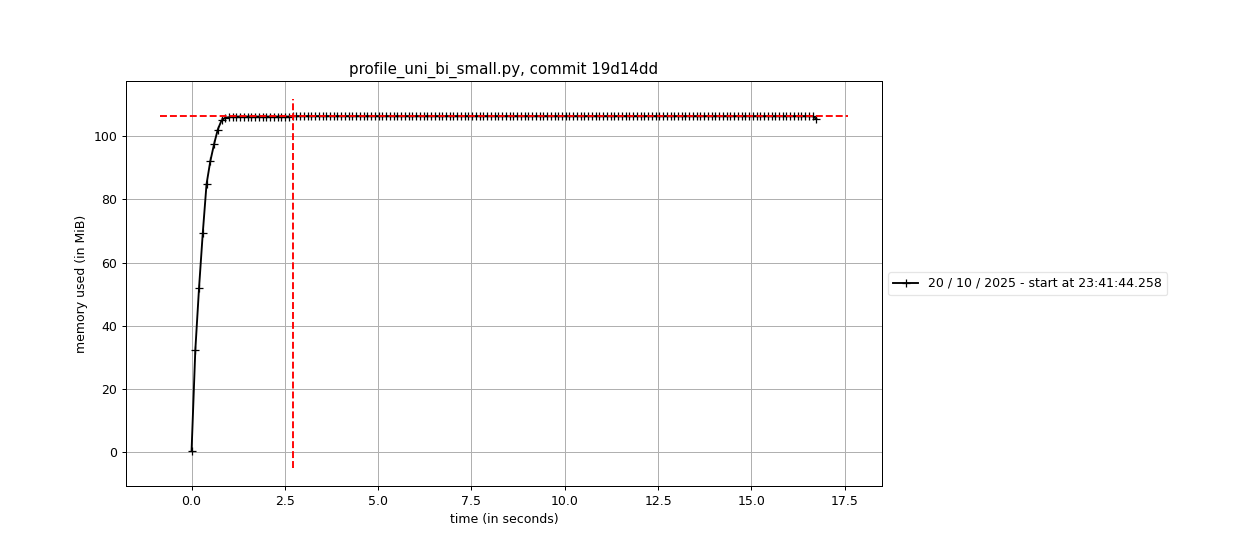 profile_uni_bi_small.py, commit 19d14dd
100
80
60
40
20
0
memory used (in MiB)
0.0 2.5 5.0 7.5 10.0 12.5 15.0 17.5
time (in seconds)
20 / 10 / 2025 - start at 23:41:44.258